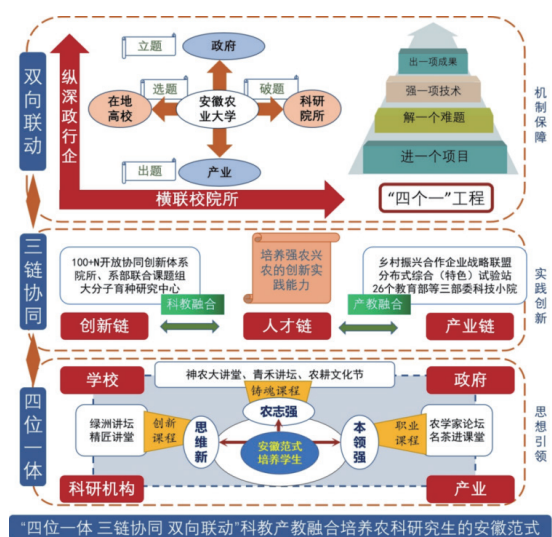 双向联动
纵深政行企
立题
政府
选题
破题
在地
高校
安徽农
业大学
科研
院所
出题
产业
横联校院所
出一项成果
强一项技术
解一个难题
进一个项目
“四个一”工程
机制保障
三链协同
100+N开放协同创新体系
院所、系部联合课题组
大分子育种研究中心
培养强农兴
农的创新实
践能力
乡村振兴合作企业战略联盟
分布式综合（特色）试验站
26个教育部等三部委科技小院
科教融合
产教融合
创新链
人才链
产业链
实践创新
四位一体
学校
神农大讲堂、青禾讲坛、农耕文化节
政府
铸魂课程
农志强
绿洲讲坛
精匠讲堂
创新
课程
思维新
安徽范式
培养学生
本领强
职业
课程
农学家论坛
名茶进课堂
科研机构
产业
思想引领
“四位一体 三链协同 双向联动”科教产教融合培养农科研究生的安徽范式